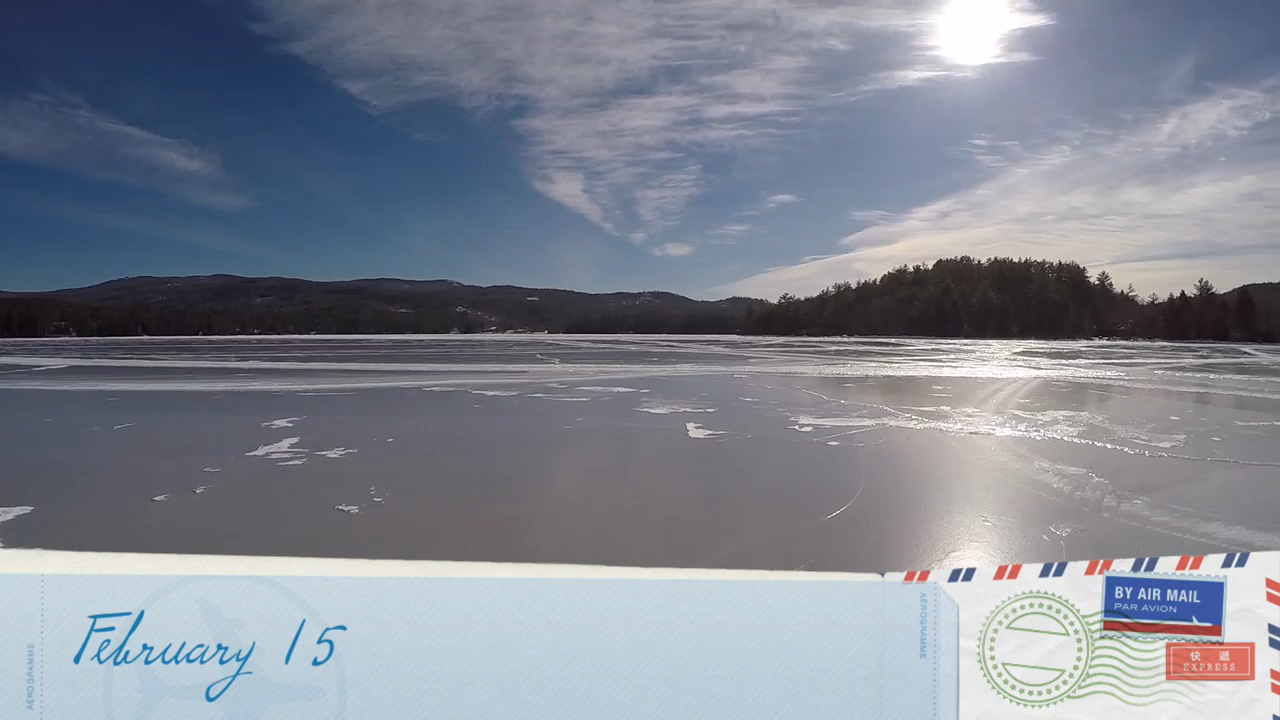 February 15
AEROGRAMME
AEROGRAMME
BY AIR MAIL
PAR AVION
快 遞
EXPRESS